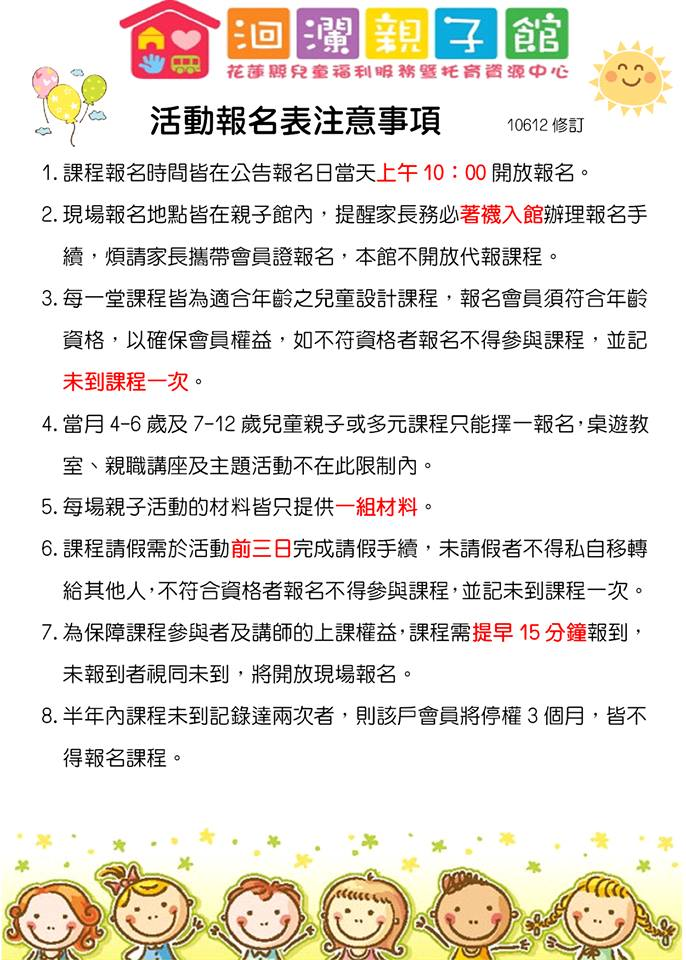 洄瀾親子館
花蓮縣兒童福利服務暨托育資源中心
活動報名表注意事項 10612 修訂
1. 課程報名時間皆在公告報名日當天上午 10：00 開放報名。
2. 現場報名地點皆在親子館內，提醒家長務必著襪入館辦理報名手
續，煩請家長攜帶會員證報名，本館不開放代報課程。
3. 每一堂課程皆為適合年齡之兒童設計課程，報名會員須符合年齡
資格，以確保會員權益，如不符資格者報名不得參與課程，並記
未到課程一次。
4. 當月 4-6 歲及 7-12 歲兒童親子或多元課程只能擇一報名，桌遊教
室、親職講座及主題活動不在此限制內。
5. 每場親子活動的材料皆只提供一組材料。
6. 課程請假需於活動前三日完成請假手續，未請假者不得私自移轉
給其他人，不符合資格者報名不得參與課程，並記未到課程一次。
7. 為保障課程參與者及講師的上課權益，課程需提早 15 分鐘報到，
未報到者視同未到，將開放現場報名。
8. 半年內課程未到記錄達兩次者，則該戶會員將停權 3 個月，皆不
得報名課程。